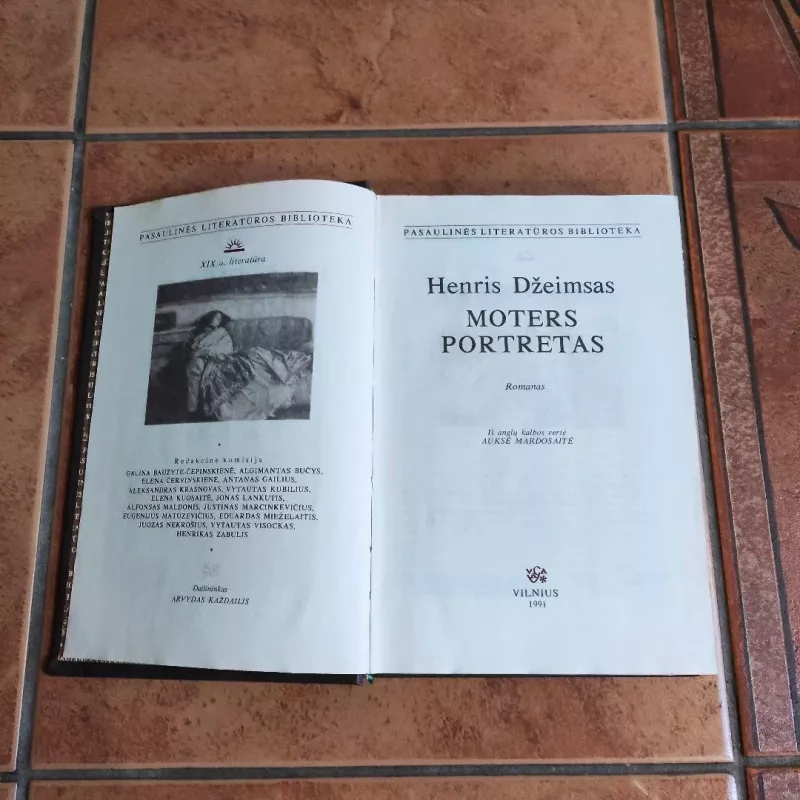 PASAULINĖS LITERATŪROS BIBLIOTEKA
XIX a. literatūra
Redakcinė komisija
GALINA BAUŽYTĖ-ČEPINSKIENĖ, ALGIMANTAS BUČYS,
ELENA ČERVINSKIENĖ, ANTANAS GAILIUS,
ALEKSANDRAS KRASNOVAS, VYTAUTAS KUBILIUS,
ELENA KUOSAITĖ, JONAS LANKUTIS,
ALFONSAS MALDONIS, JUSTINAS MARCINKEVIČIUS,
EUGENIJUS MATUZEVIČIUS, EDUARDAS MIEŽELAITIS,
JUOZAS NEKROŠIUS, VYTAUTAS VISOCKAS,
HENRIKAS ZABULIS
Dailininkas
ARVYDAS KAŽDAILIS
PASAULINĖS LITERATŪROS BIBLIOTEKA
Henris Džeimsas
MOTERS
PORTRETAS
Romanas
Iš anglų kalbos vertė
AUKSĖ MARDOSAITĖ
VILNIUS
1991